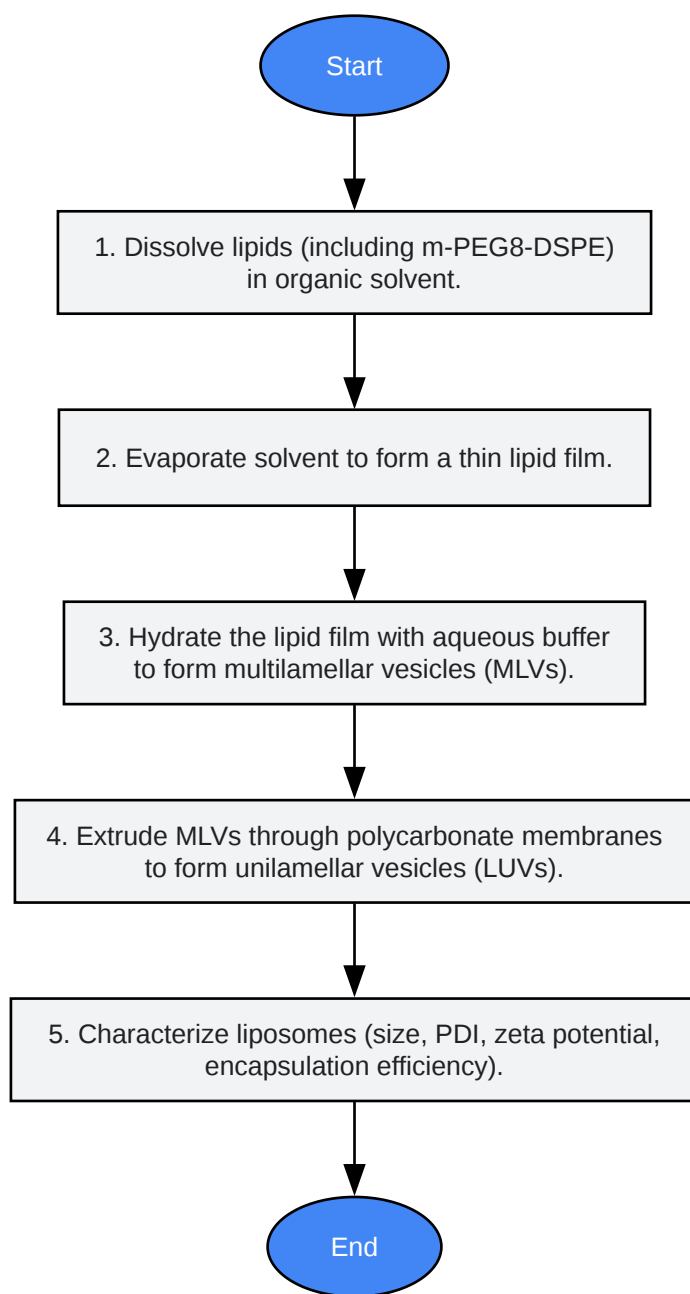 Start
1. Dissolve lipids (including m-PEG8-DSPE)
in organic solvent.
2. Evaporate solvent to form a thin lipid film.
3. Hydrate the lipid film with aqueous buffer
to form multilamellar vesicles (MLVs).
4. Extrude MLVs through polycarbonate membranes
to form unilamellar vesicles (LUVs).
5. Characterize liposomes (size, PDI, zeta potential,
encapsulation efficiency).
End